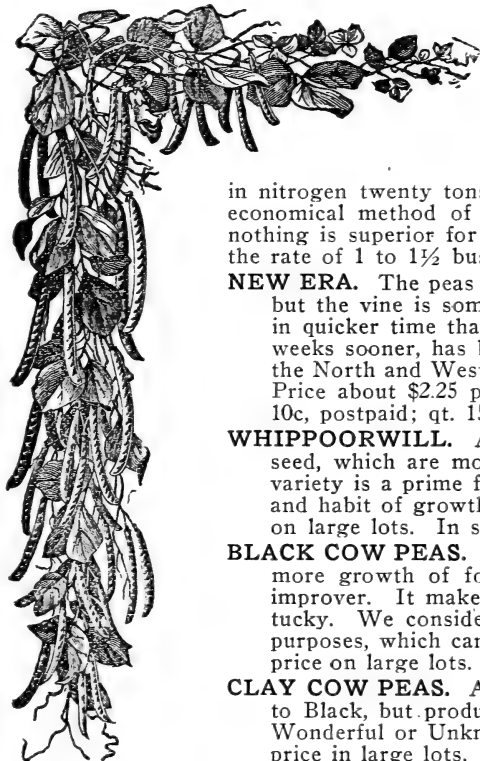 in nitrogen twenty tons
economical method of
nothing is superior for
the rate of 1 to 1½ bus
NEW ERA. The peas
but the vine is som
in quicker time tha
weeks sooner, has b
the North and West
Price about $2.25 p
10c, postpaid; qt. 15
WHIPPOORWILL. A
seed, which are mo
variety is a prime f
and habit of growth
on large lots. In s
BLACK COW PEAS.
more growth of fo
improver. It make
tucky. We conside
purposes, which can
price on large lots.
CLAY COW PEAS. A
to Black, but produ
Wonderful or Unkn
price in large lots.